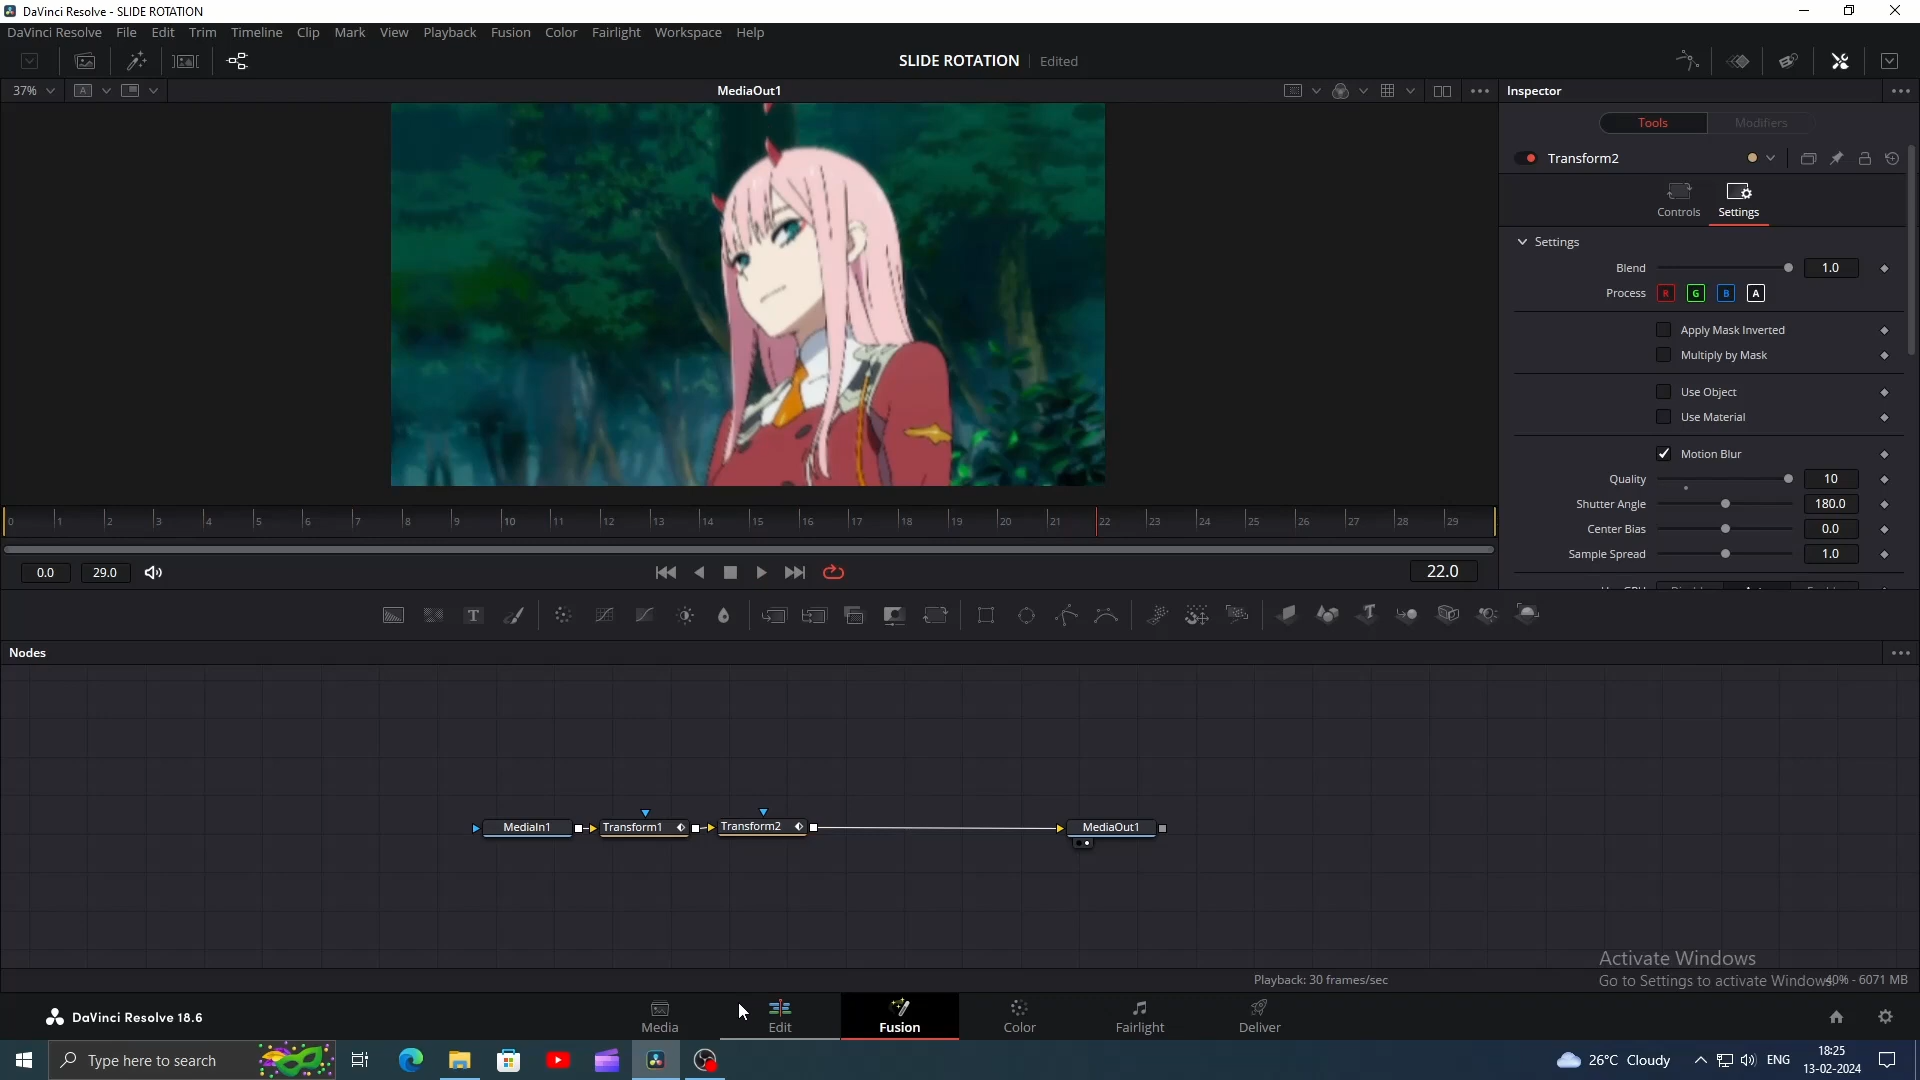 DaVinci Resolve - SLIDE ROTATION
DaVinci Resolve File Edit Trim Timeline Clip Mark View Playback Fusion Color Fairlight Workspace Help
SLIDE ROTATION Edited
37% A MediaOut1 Inspector
Tools Modifiers
Transform2
Controls Settings
Settings
Blend 1.0
Process R G B A
Apply Mask Inverted
Multiply by Mask
Use Object
Use Material
Motion Blur
Quality 10
Shutter Angle 180.0
Center Bias 0.0
Sample Spread 1.0
0 1 2 3 4 5 6 7 8 9 10 11 12 13 14 15 16 17 18 19 20 21 22 23 24 25 26 27 28 29
0.0 29.0 22.0
Nodes
MediaIn1 Transform1 Transform2 MediaOut1
Activate Windows
Go to Settings to activate Windows.
Playback: 30 frames/sec 40% - 6071 MB
DaVinci Resolve 18.6 Media Edit Fusion Color Fairlight Deliver
Type here to search 26°C Cloudy ENG 18:25
13-02-2024